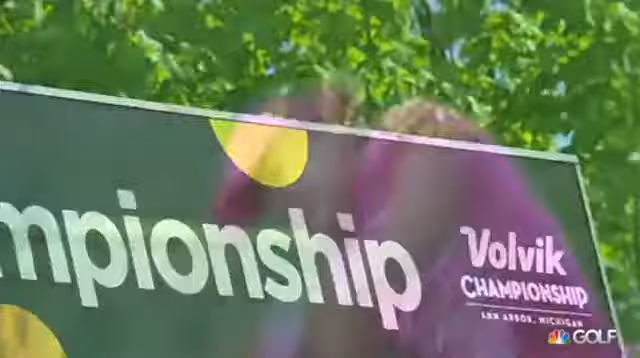 mpionship
Volvik
CHAMPIONSHIP
ANN ARBOR, MICHIGAN
GOLF